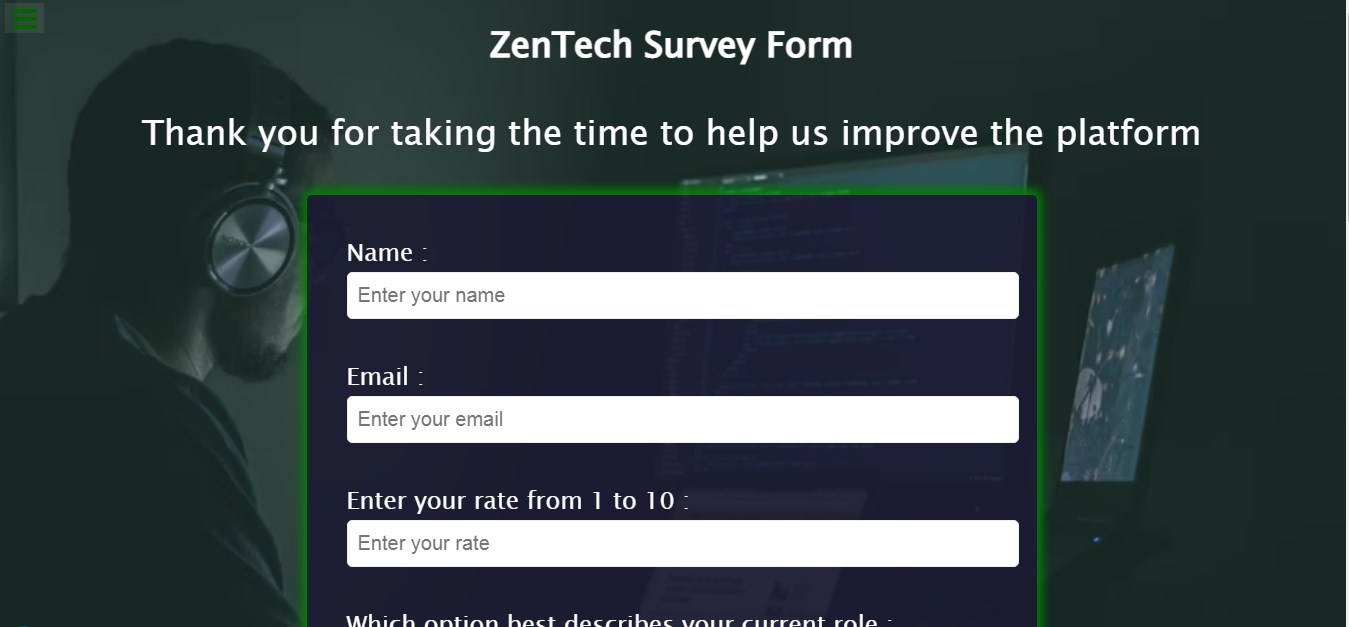 ZenTech Survey Form
Thank you for taking the time to help us improve the platform
Name :
Enter your name
Email :
Enter your email
Enter your rate from 1 to 10 :
Enter your rate
Which option best describes your current role :